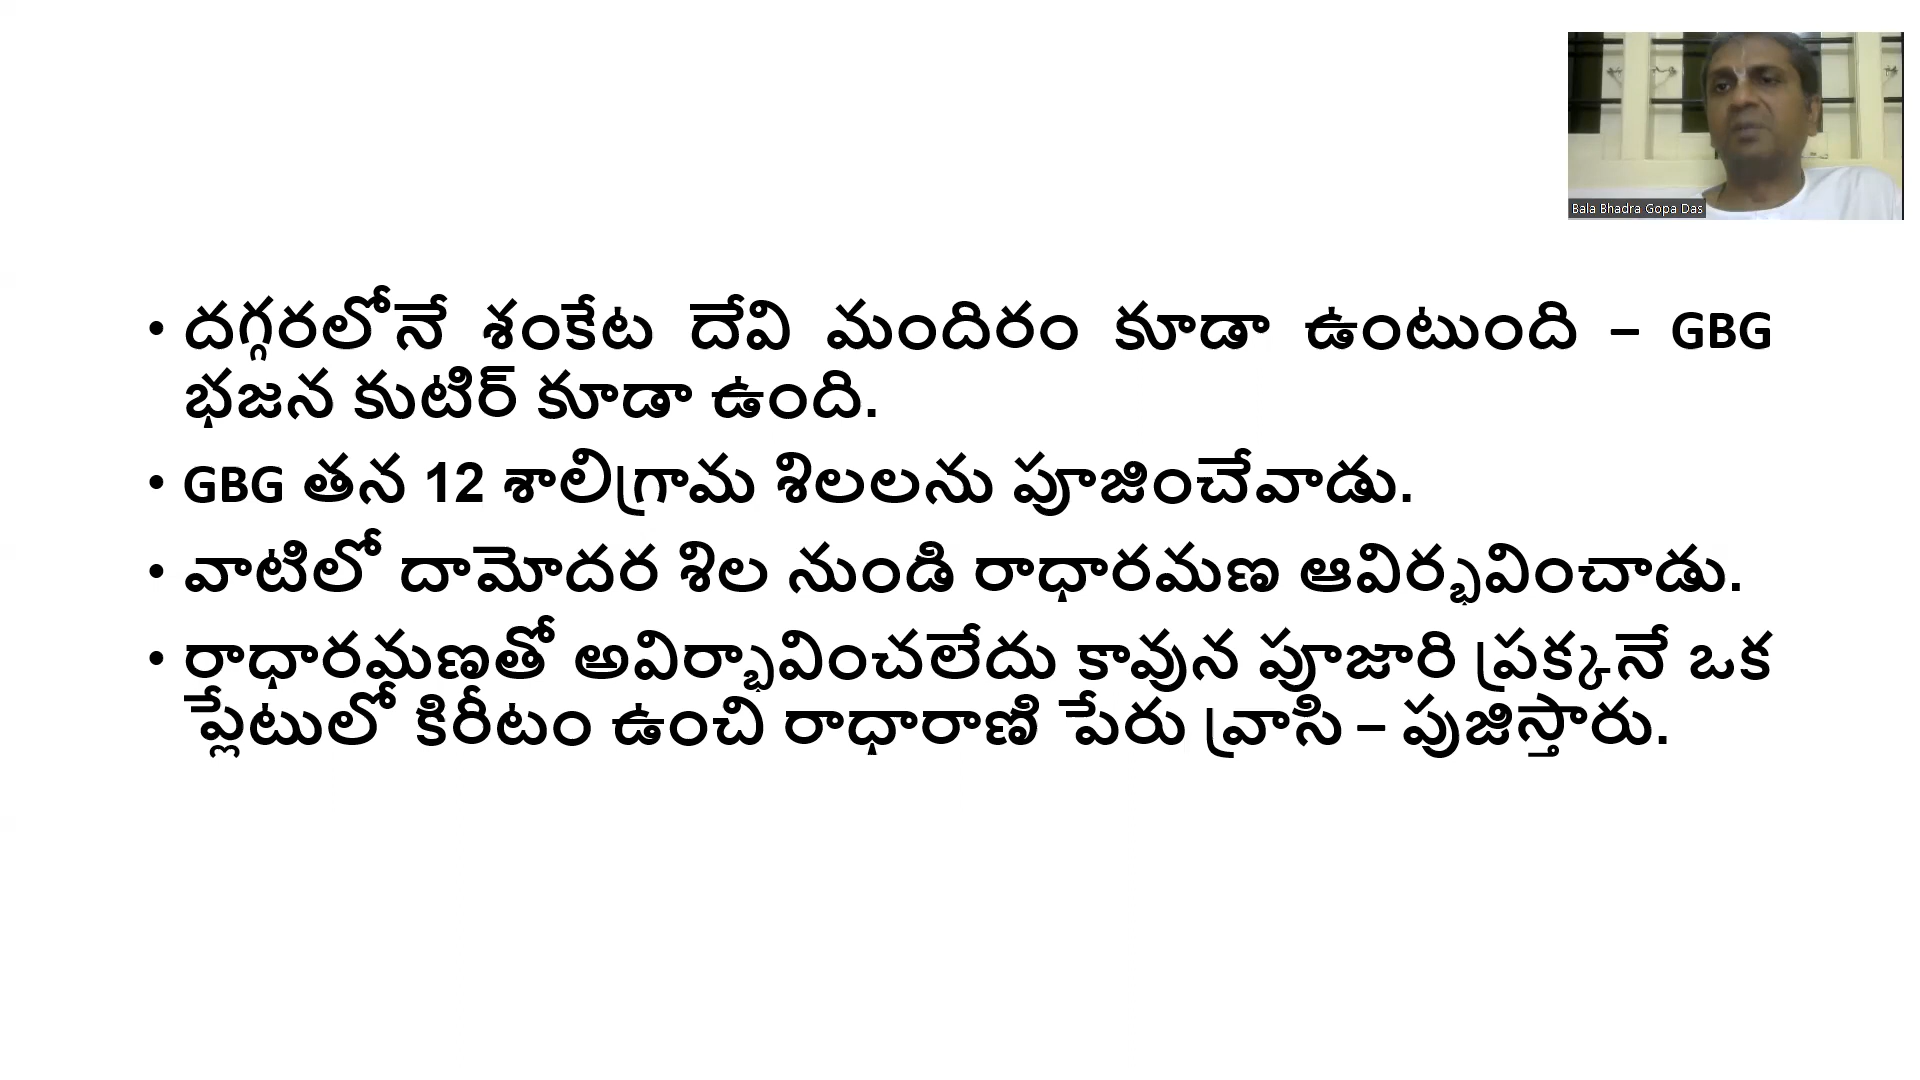 Bala Bhadra Gopa Das
• దగ్గరలోనే శంకేట దేవి మందిరం కూడా ఉంటుంది – GBG
భజన కుటిర్ కూడా ఉంది.
• GBG తన 12 శాలిగ్రామ శిలలను పూజించేవాడు.
• వాటిలో దామోదర శిల నుండి రాధారమణ ఆవిర్భవించాడు.
• రాధారమణతో అవిర్భావించలేదు కావున పూజారి ప్రక్కనే ఒక
ప్లేటులో కిరీటం ఉంచి రాధారాణి పేరు వ్రాసి – పుజిస్తారు.